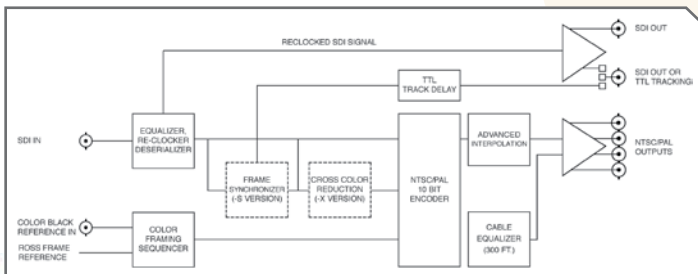 SDI OUT
RECLOCKED SDI SIGNAL
SDI OUT OR
TTL TRACKING
TTL
TRACK DELAY
SDI IN
EQUALIZER,
RE-CLOCKER
DESERIALIZER
FRAME
SYNCHRONIZER
(-S VERSION)
CROSS COLOR
REDUCTION
(-X VERSION)
NTSC/PAL
10 BIT
ENCODER
ADVANCED
INTERPOLATION
NTSC/PAL
OUTPUTS
COLOR BLACK
REFERENCE IN
ROSS FRAME
REFERENCE
COLOR
FRAMING
SEQUENCER
CABLE
EQUALIZER
(300 FT.)